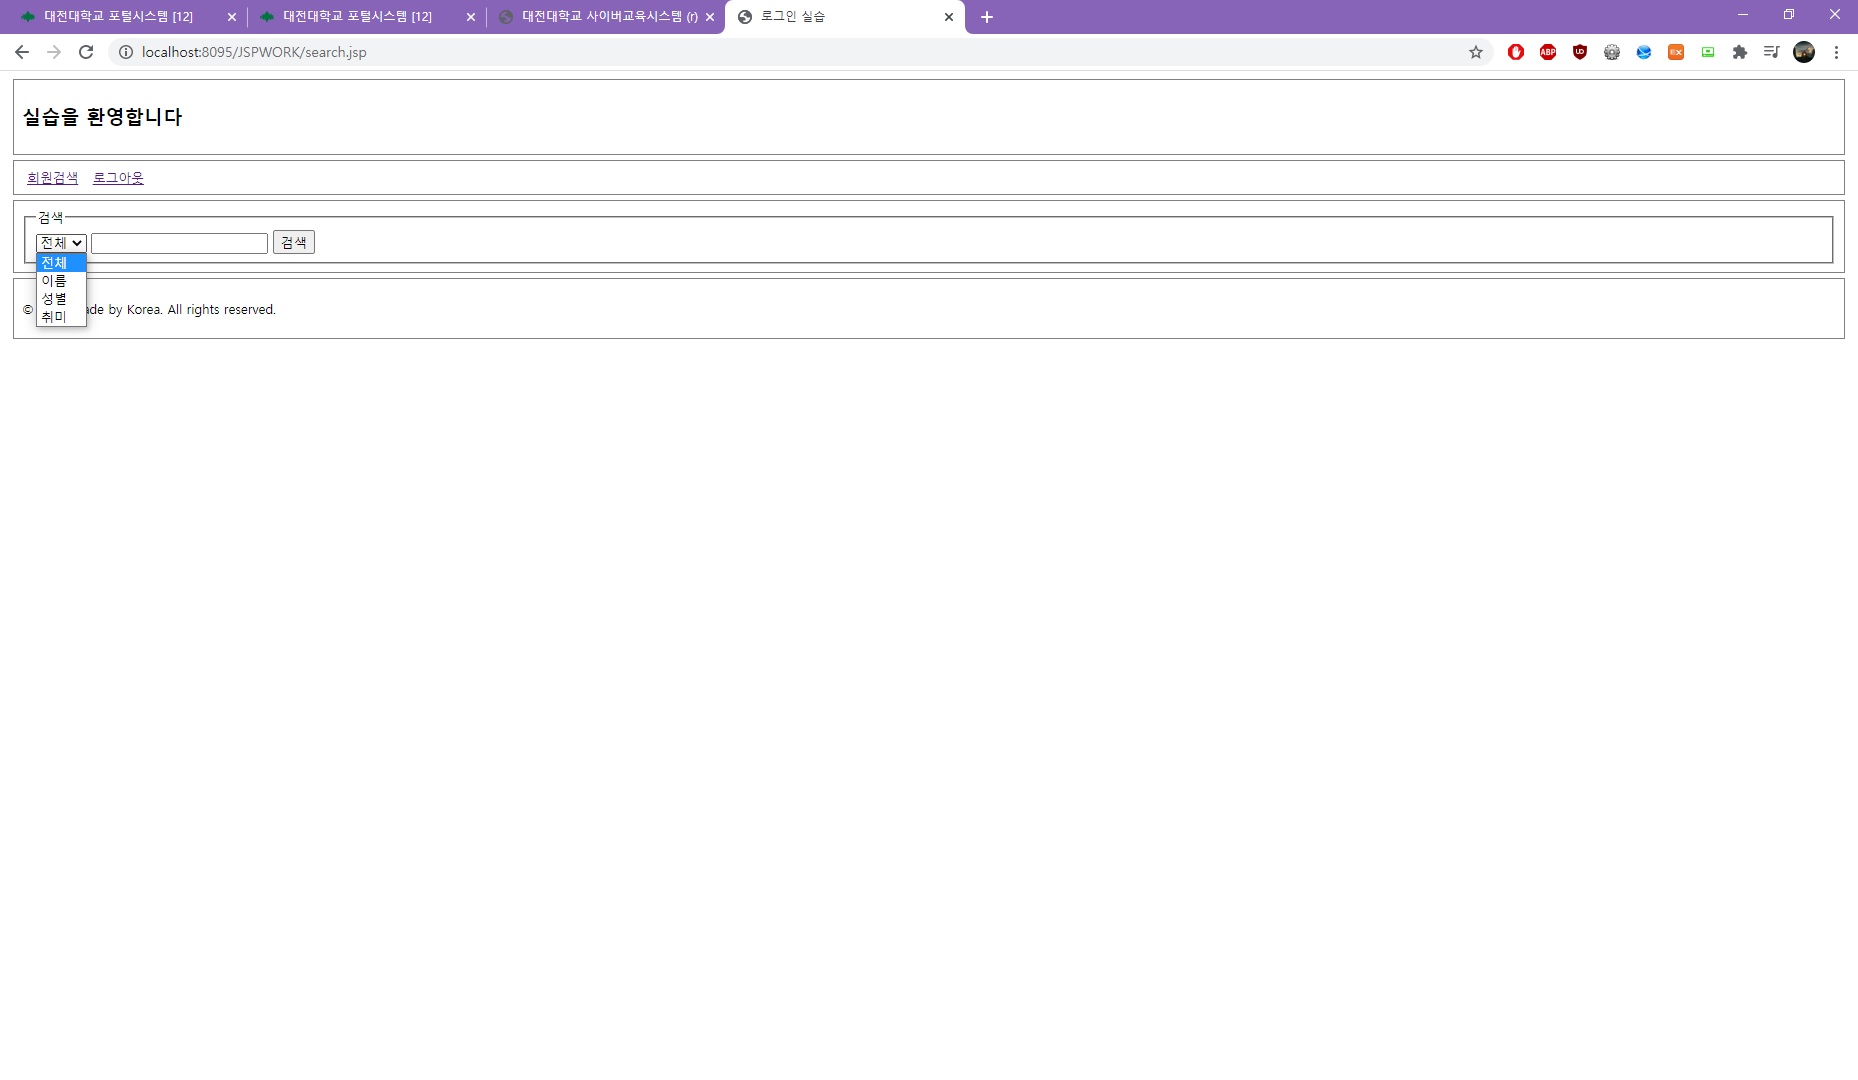 대전대학교 포털시스템 [12]
대전대학교 포털시스템 [12]
대전대학교 사이버교육시스템 (r)
로그인 실습
localhost:8095/JSPWORK/search.jsp
ABP
실습을 환영합니다
회원검색 로그아웃
검색
전체 검색
전체
이름
성별
취미
© ade by Korea. All rights reserved.